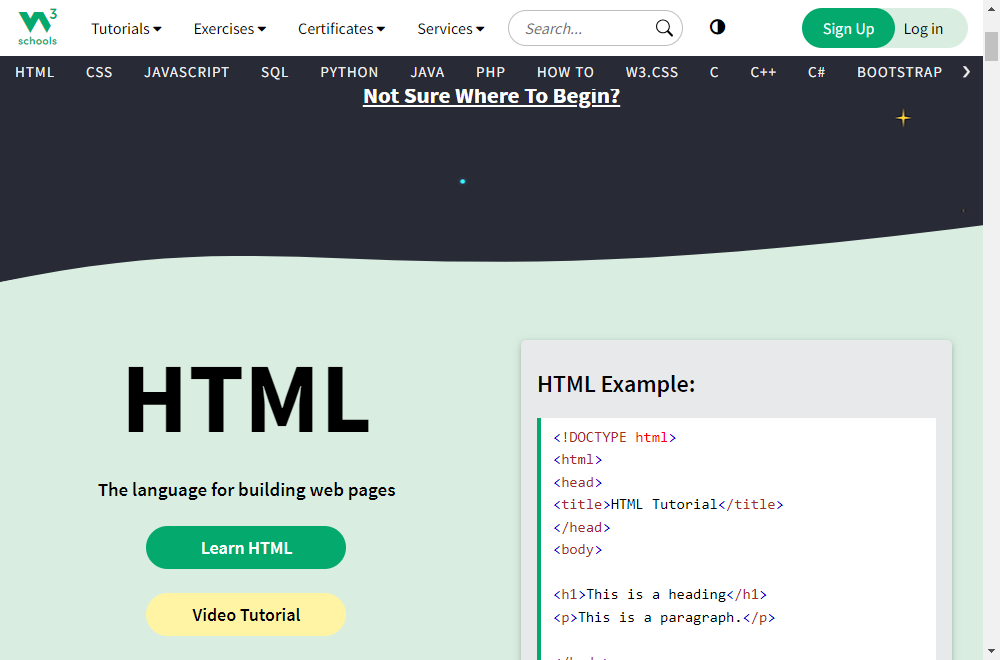 W3 schools
Tutorials Exercises Certificates Services Search... Sign Up Log in
HTML CSS JAVASCRIPT SQL PYTHON JAVA PHP HOW TO W3.CSS C C++ C# BOOTSTRAP
Not Sure Where To Begin?
HTML
The language for building web pages
Learn HTML
Video Tutorial
HTML Example:
<!DOCTYPE html>
<html>
<head>
<title>HTML Tutorial</title>
</head>
<body>
<h1>This is a heading</h1>
<p>This is a paragraph.</p>